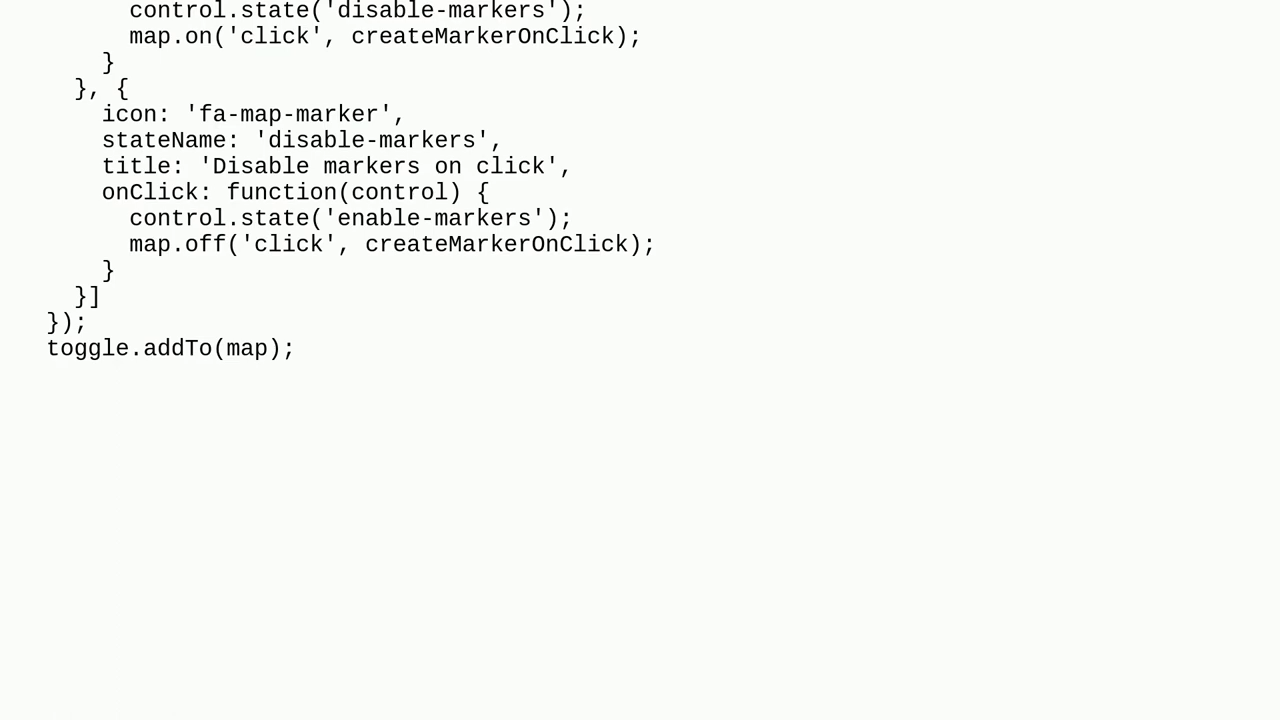 control.state('disable-markers');
map.on('click', createMarkerOnClick);
}
}, {
icon: 'fa-map-marker',
stateName: 'disable-markers',
title: 'Disable markers on click',
onClick: function(control) {
control.state('enable-markers');
map.off('click', createMarkerOnClick);
}
}]
});
toggle.addTo(map);